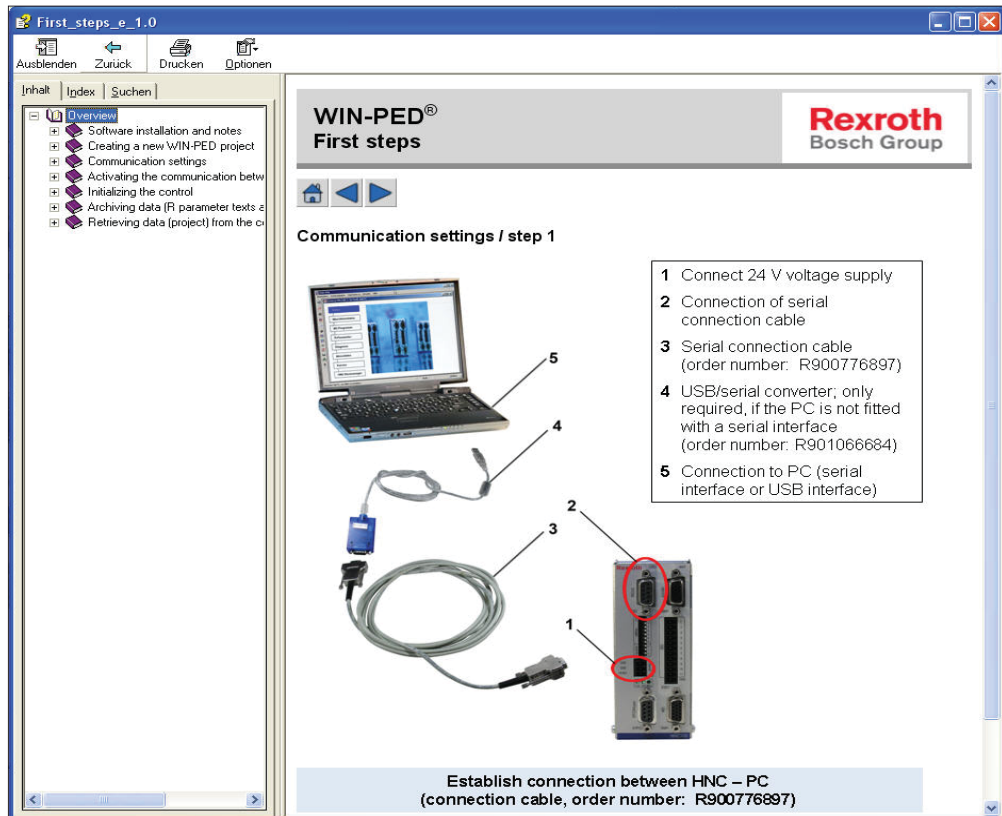 First_steps_e_1.0
Ausblenden Zurück Drucken Optionen
Inhalt Index Suchen
Overview
Software installation and notes
Creating a new WIN-PED project
Communication settings
Activating the communication betw
Initializing the control
Archiving data (R parameter texts a
Retrieving data (project) from the c
WIN-PED®
First steps
Rexroth
Bosch Group
Communication settings / step 1
1 Connect 24 V voltage supply
2 Connection of serial
connection cable
3 Serial connection cable
(order number: R900776897)
4 USB/serial converter; only
required, if the PC is not fitted
with a serial interface
(order number: R901066684)
5 Connection to PC (serial
interface or USB interface)
5
4
2
3
1
Establish connection between HNC – PC
(connection cable, order number: R900776897)